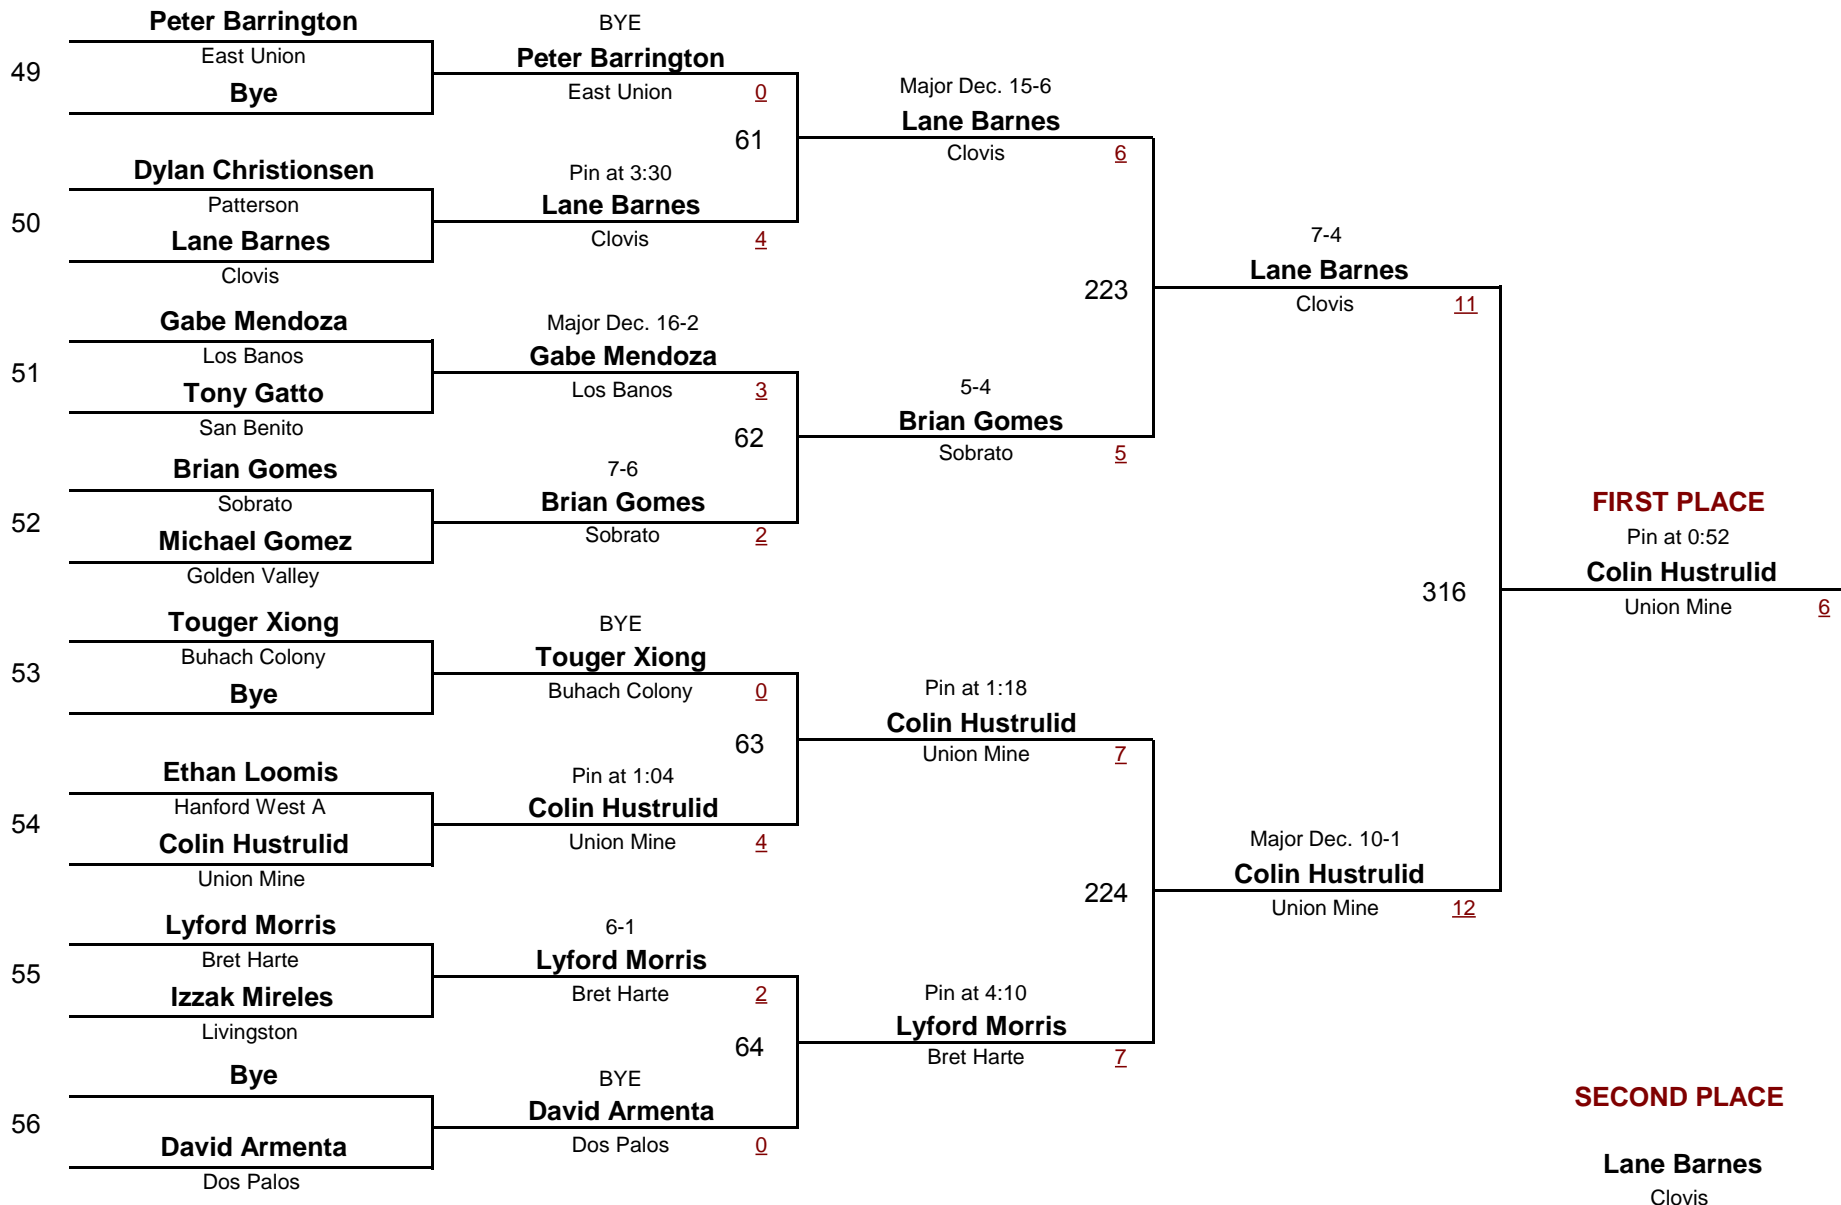 Peter Barrington
East Union
49
Bye
Dylan Christionsen
Patterson
50
Lane Barnes
Clovis
Gabe Mendoza
Los Banos
51
Tony Gatto
San Benito
Brian Gomes
Sobrato
52
Michael Gomez
Golden Valley
Touger Xiong
Buhach Colony
53
Bye
Ethan Loomis
Hanford West A
54
Colin Hustrulid
Union Mine
Lyford Morris
Bret Harte
55
Izzak Mireles
Livingston
Bye
56
David Armenta
Dos Palos
BYE
Peter Barrington
East Union 0
61
Pin at 3:30
Lane Barnes
Clovis 4
Major Dec. 16-2
Gabe Mendoza
Los Banos 3
62
7-6
Brian Gomes
Sobrato 2
BYE
Touger Xiong
Buhach Colony 0
63
Pin at 1:04
Colin Hustrulid
Union Mine 4
6-1
Lyford Morris
Bret Harte 2
64
BYE
David Armenta
Dos Palos 0
Major Dec. 15-6
Lane Barnes
Clovis 6
223
5-4
Brian Gomes
Sobrato 5
Pin at 1:18
Colin Hustrulid
Union Mine 7
224
Pin at 4:10
Lyford Morris
Bret Harte 7
7-4
Lane Barnes
Clovis 11
316
Major Dec. 10-1
Colin Hustrulid
Union Mine 12
FIRST PLACE
Pin at 0:52
Colin Hustrulid
Union Mine 6
SECOND PLACE
Lane Barnes
Clovis